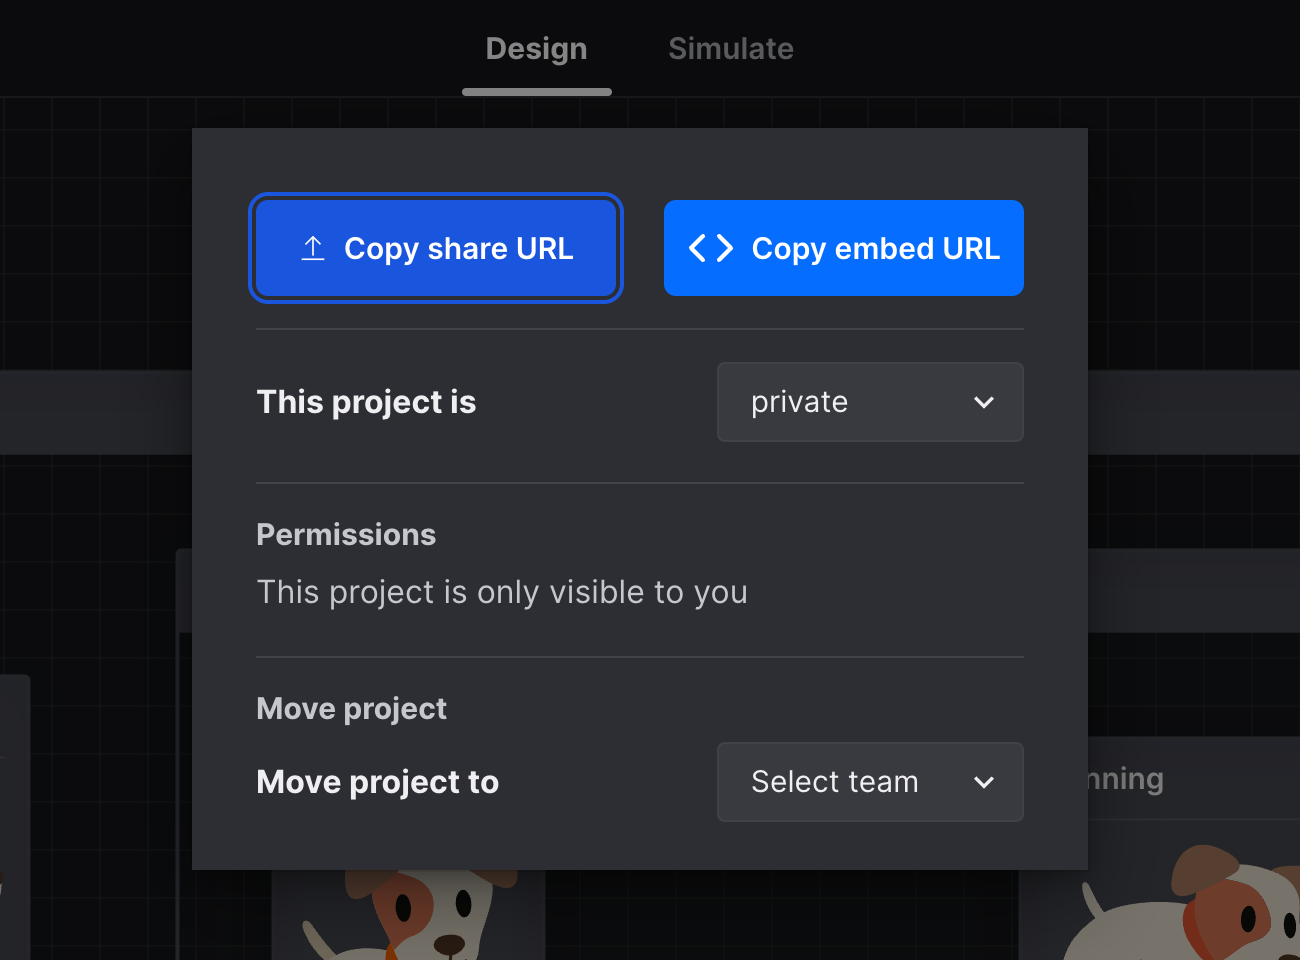 Design
Simulate
Copy share URL
Copy embed URL
This project is
private
Permissions
This project is only visible to you
Move project
Move project to
Select team
nning